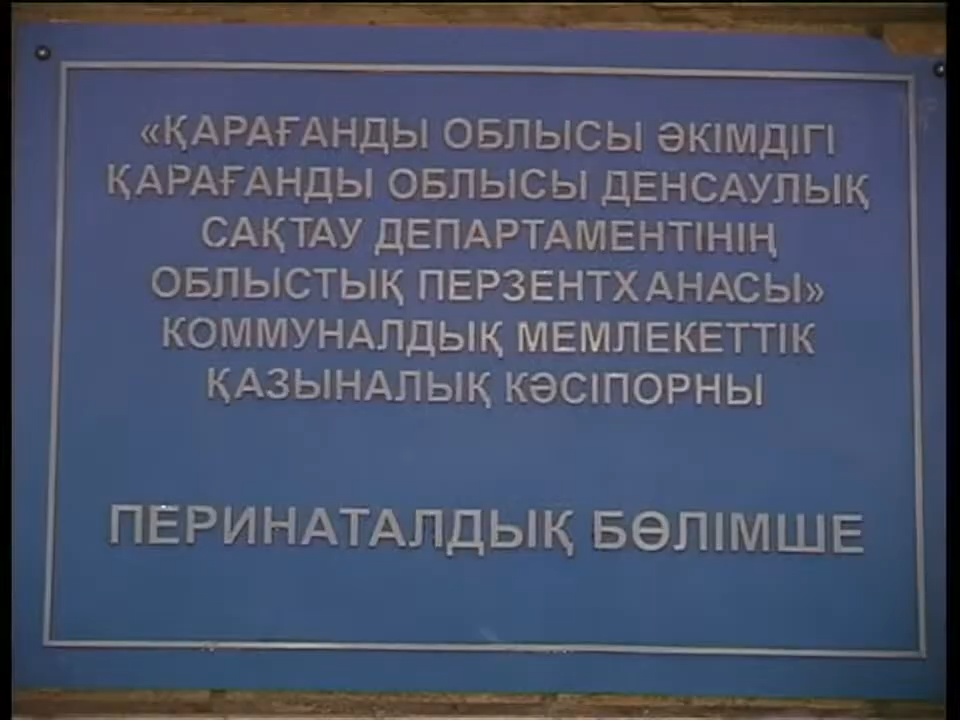 «ҚАРАҒАНДЫ ОБЛЫСЫ ӘКІМДІГІ
ҚАРАҒАНДЫ ОБЛЫСЫ ДЕНСАУЛЫҚ
САҚТАУ ДЕПАРТАМЕНТІНІҢ
ОБЛЫСТЫҚ ПЕРЗЕНТХАНАСЫ»
КОММУНАЛДЫҚ МЕМЛЕКЕТТІК
ҚАЗЫНАЛЫҚ КӘСІПОРНЫ
ПЕРИНАТАЛДЫҚ БӨЛІМШЕ